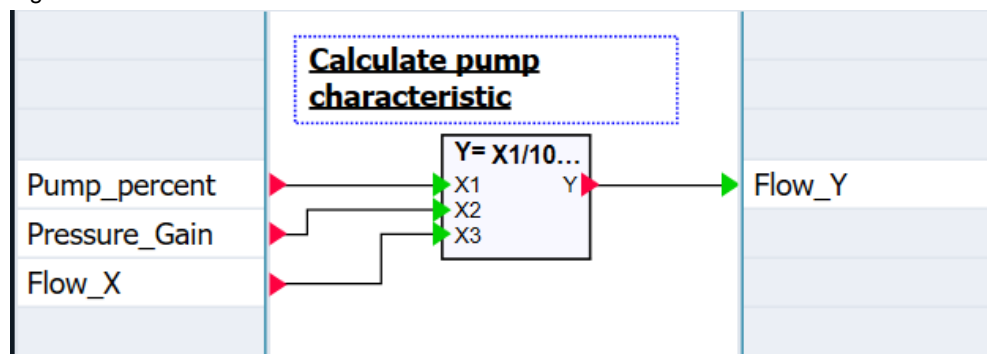 Calculate pump
characteristic
Y= X1/10...
Pump_percent
X1 Y
Flow_Y
X2
Pressure_Gain
X3
Flow_X